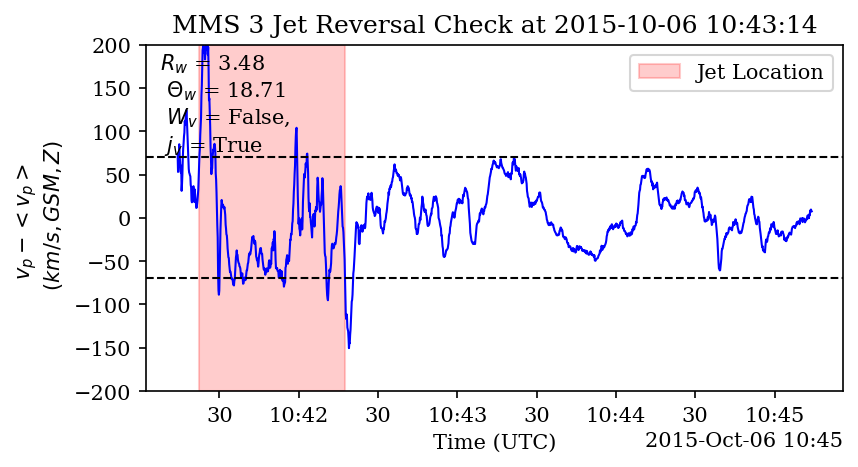 MMS 3 Jet Reversal Check at 2015-10-06 10:43:14
200
150
100
50
0
−50
−100
−150
−200
v_p − < v_p >
(km/s, GSM, Z)
R_w = 3.48
Θ_w = 18.71
W_v = False,
j_v = True
Jet Location
30 10:42 30 10:43 30 10:44 30 10:45
Time (UTC)
2015-Oct-06 10:45